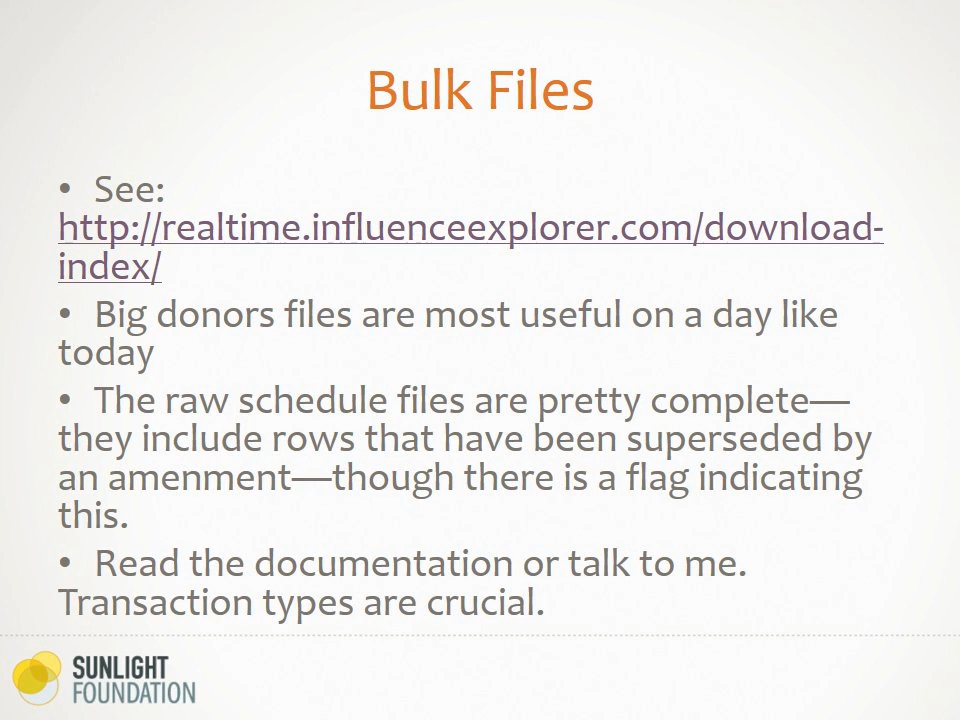 Bulk Files
• See:
http://realtime.influenceexplorer.com/download-
index/
• Big donors files are most useful on a day like
today
• The raw schedule files are pretty complete—
they include rows that have been superseded by
an amenment—though there is a flag indicating
this.
• Read the documentation or talk to me.
Transaction types are crucial.
SUNLIGHT
FOUNDATION